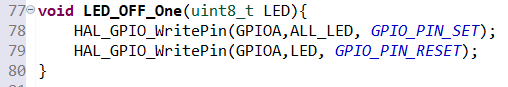 77 void LED_OFF_One(uint8_t LED){
78 HAL_GPIO_WritePin(GPIOA,ALL_LED, GPIO_PIN_SET);
79 HAL_GPIO_WritePin(GPIOA,LED, GPIO_PIN_RESET);
80 }